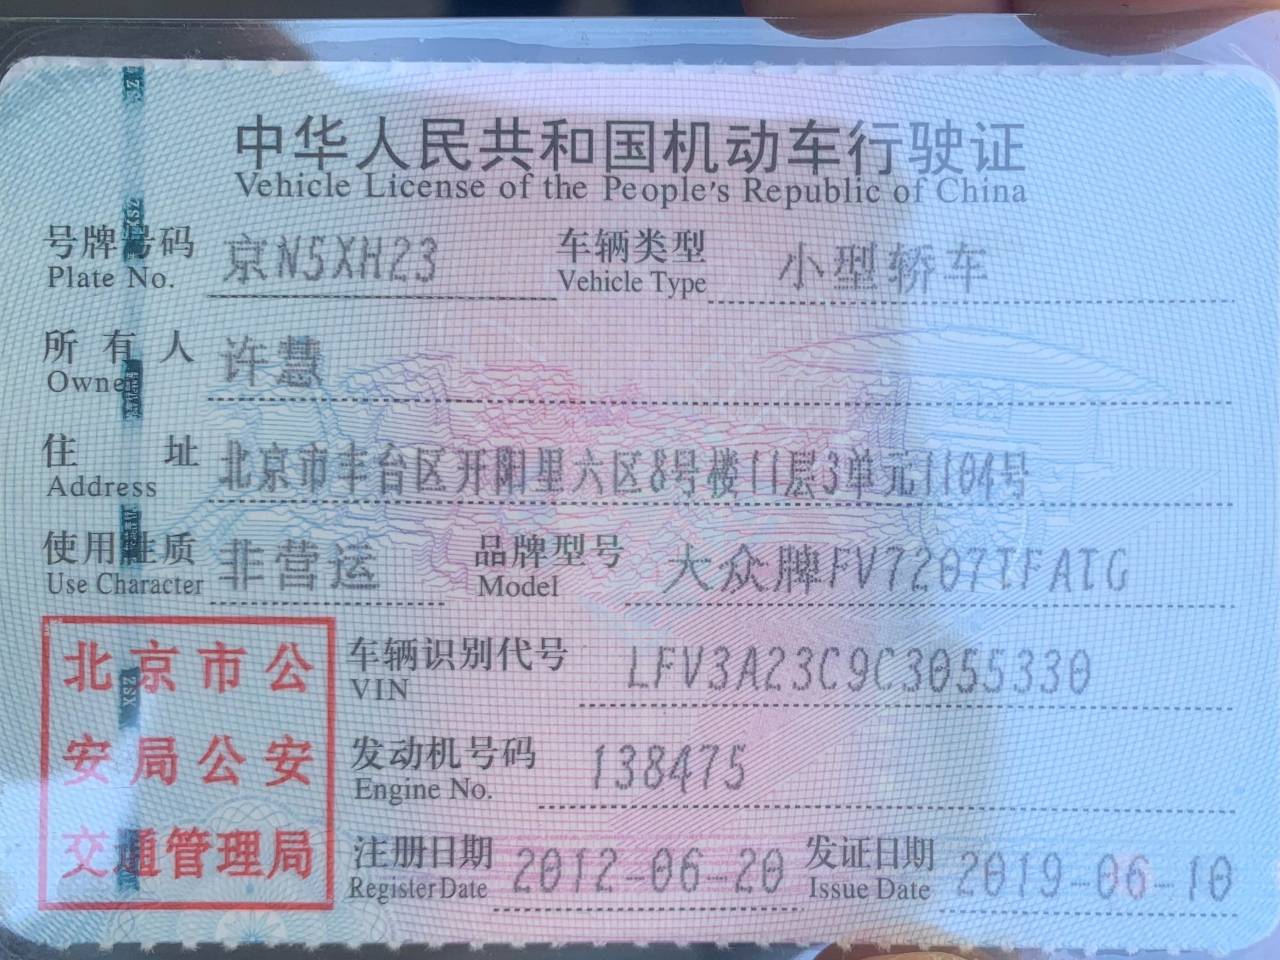 中华人民共和国机动车行驶证
Vehicle License of the People's Republic of China
号牌号码 京N5XH23 车辆类型 小型轿车
Plate No. Vehicle Type
所有人 许慧
Owner
住址 北京市丰台区开阳里六区8号楼11层3单元1104号
Address
使用性质 非营运 品牌型号 大众牌FV7207TFATG
Use Character Model
车辆识别代号 LFV3A23C9C3055330
VIN
发动机号码 138475
Engine No.
注册日期 2012-06-20 发证日期 2019-06-10
Register Date Issue Date
北京市公
安局公安
交通管理局